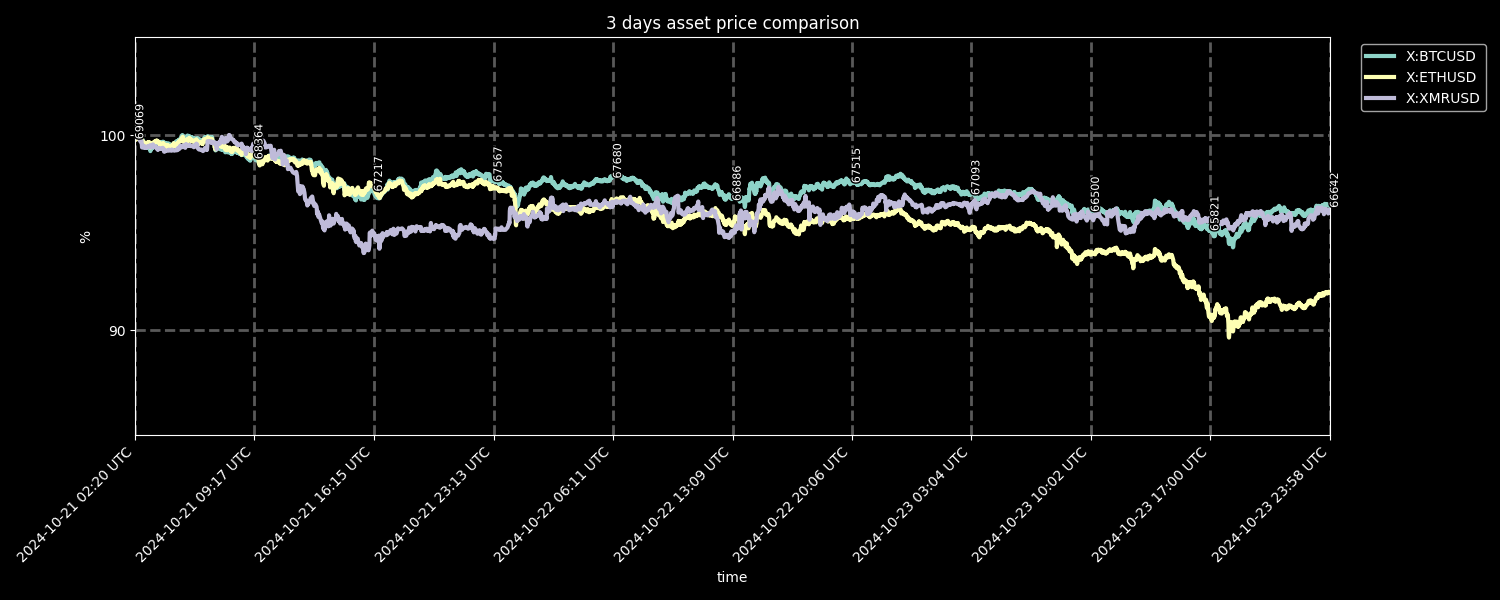 3 days asset price comparison
X:BTCUSD
X:ETHUSD
X:XMRUSD
%
100
90
69069
68364
67217
67567
67680
66886
67515
67093
66500
65821
66642
2024-10-21 02:20 UTC
2024-10-21 09:17 UTC
2024-10-21 16:15 UTC
2024-10-21 23:13 UTC
2024-10-22 06:11 UTC
2024-10-22 13:09 UTC
2024-10-22 20:06 UTC
2024-10-23 03:04 UTC
2024-10-23 10:02 UTC
2024-10-23 17:00 UTC
2024-10-23 23:58 UTC
time